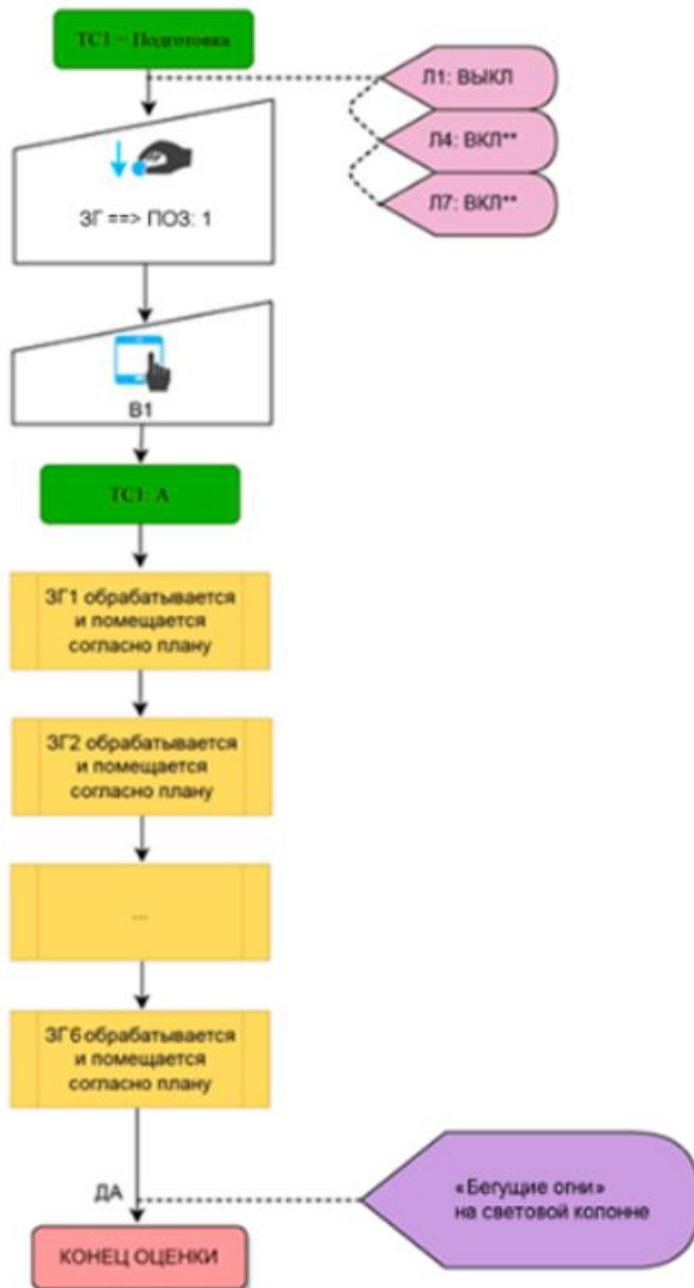 ТС1 - Подготовка
Л1: ВЫКЛ
Л4: ВКЛ**
Л7: ВКЛ**
ЗГ ==> ПОЗ: 1
В1
ТС1: А
ЗГ1 обрабатывается
и помещается
согласно плану
ЗГ2 обрабатывается
и помещается
согласно плану
...
ЗГ6 обрабатывается
и помещается
согласно плану
ДА
«Бегущие огни»
на световой колонне
КОНЕЦ ОЦЕНКИ